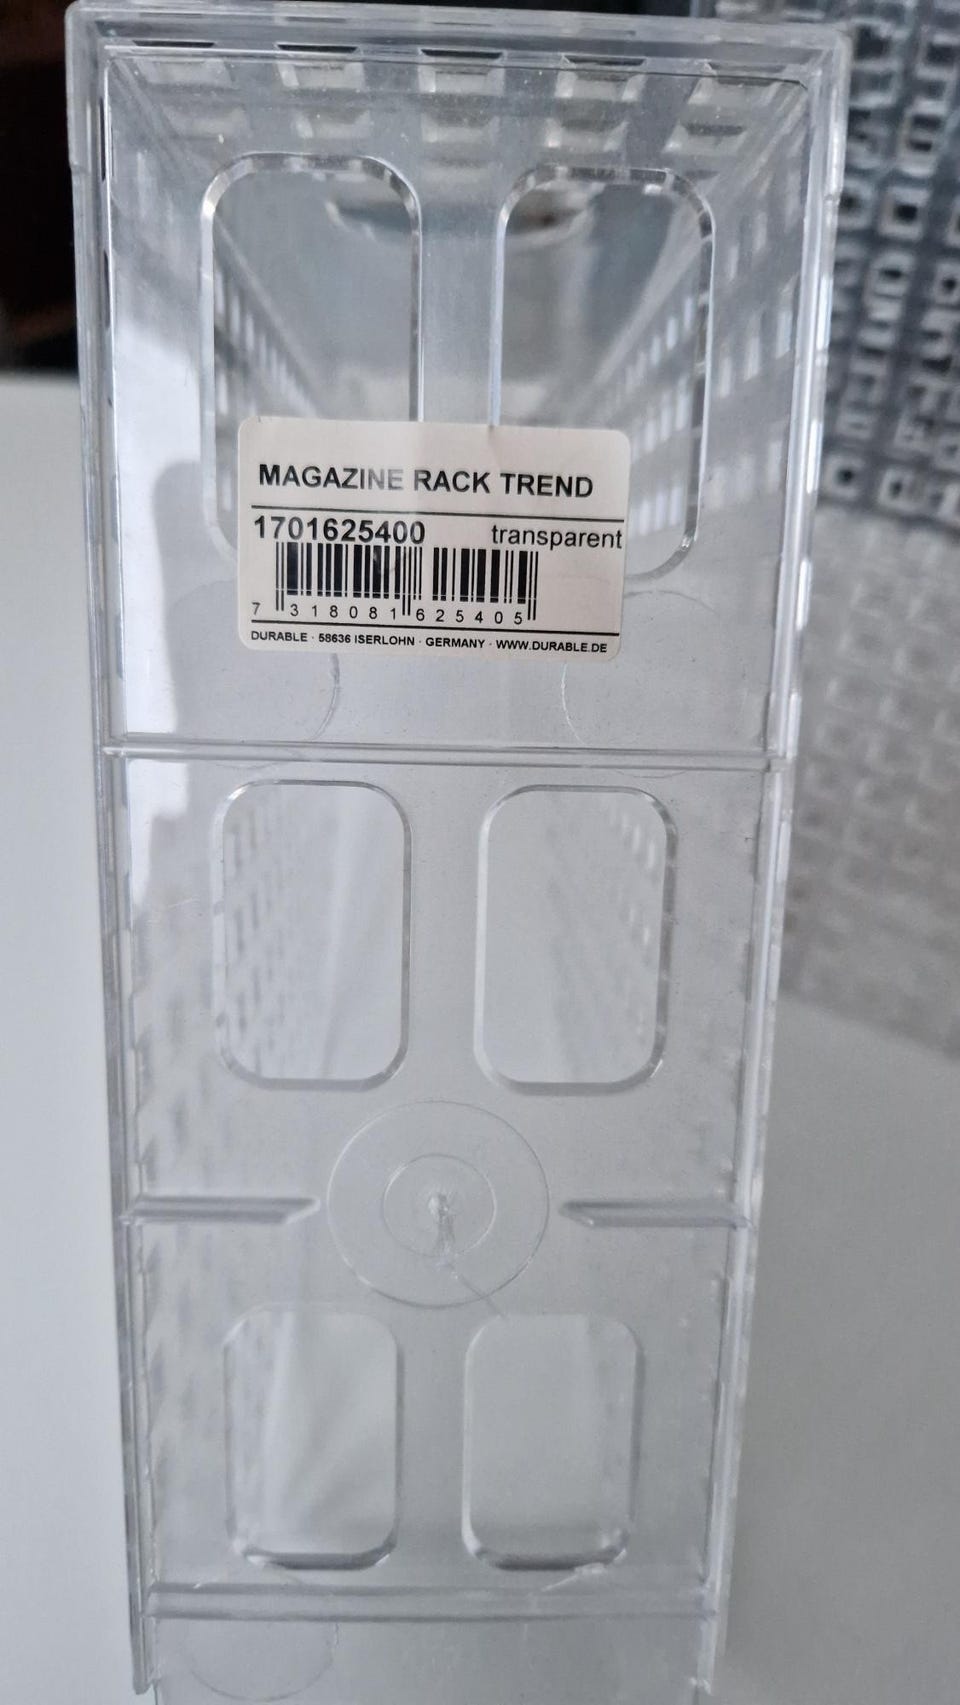 MAGAZINE RACK TREND
1701625400 transparent
7 318081 625405
DURABLE · 58636 ISERLOHN · GERMANY · WWW.DURABLE.DE